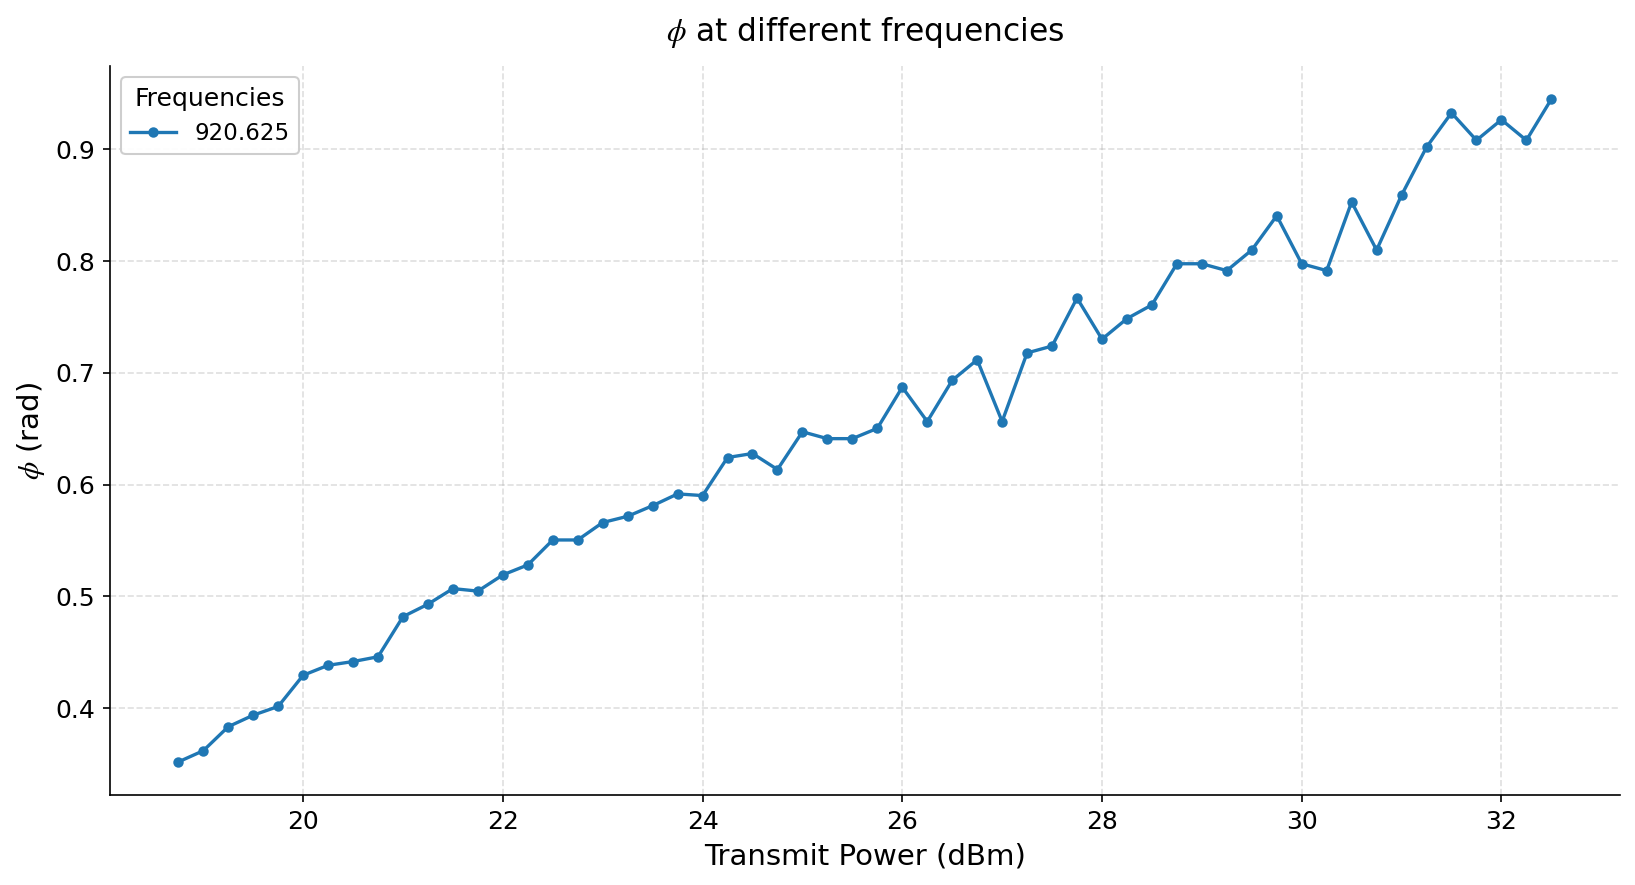 ϕ at different frequencies
Frequencies
920.625
ϕ (rad)
0.9
0.8
0.7
0.6
0.5
0.4
20 22 24 26 28 30 32
Transmit Power (dBm)